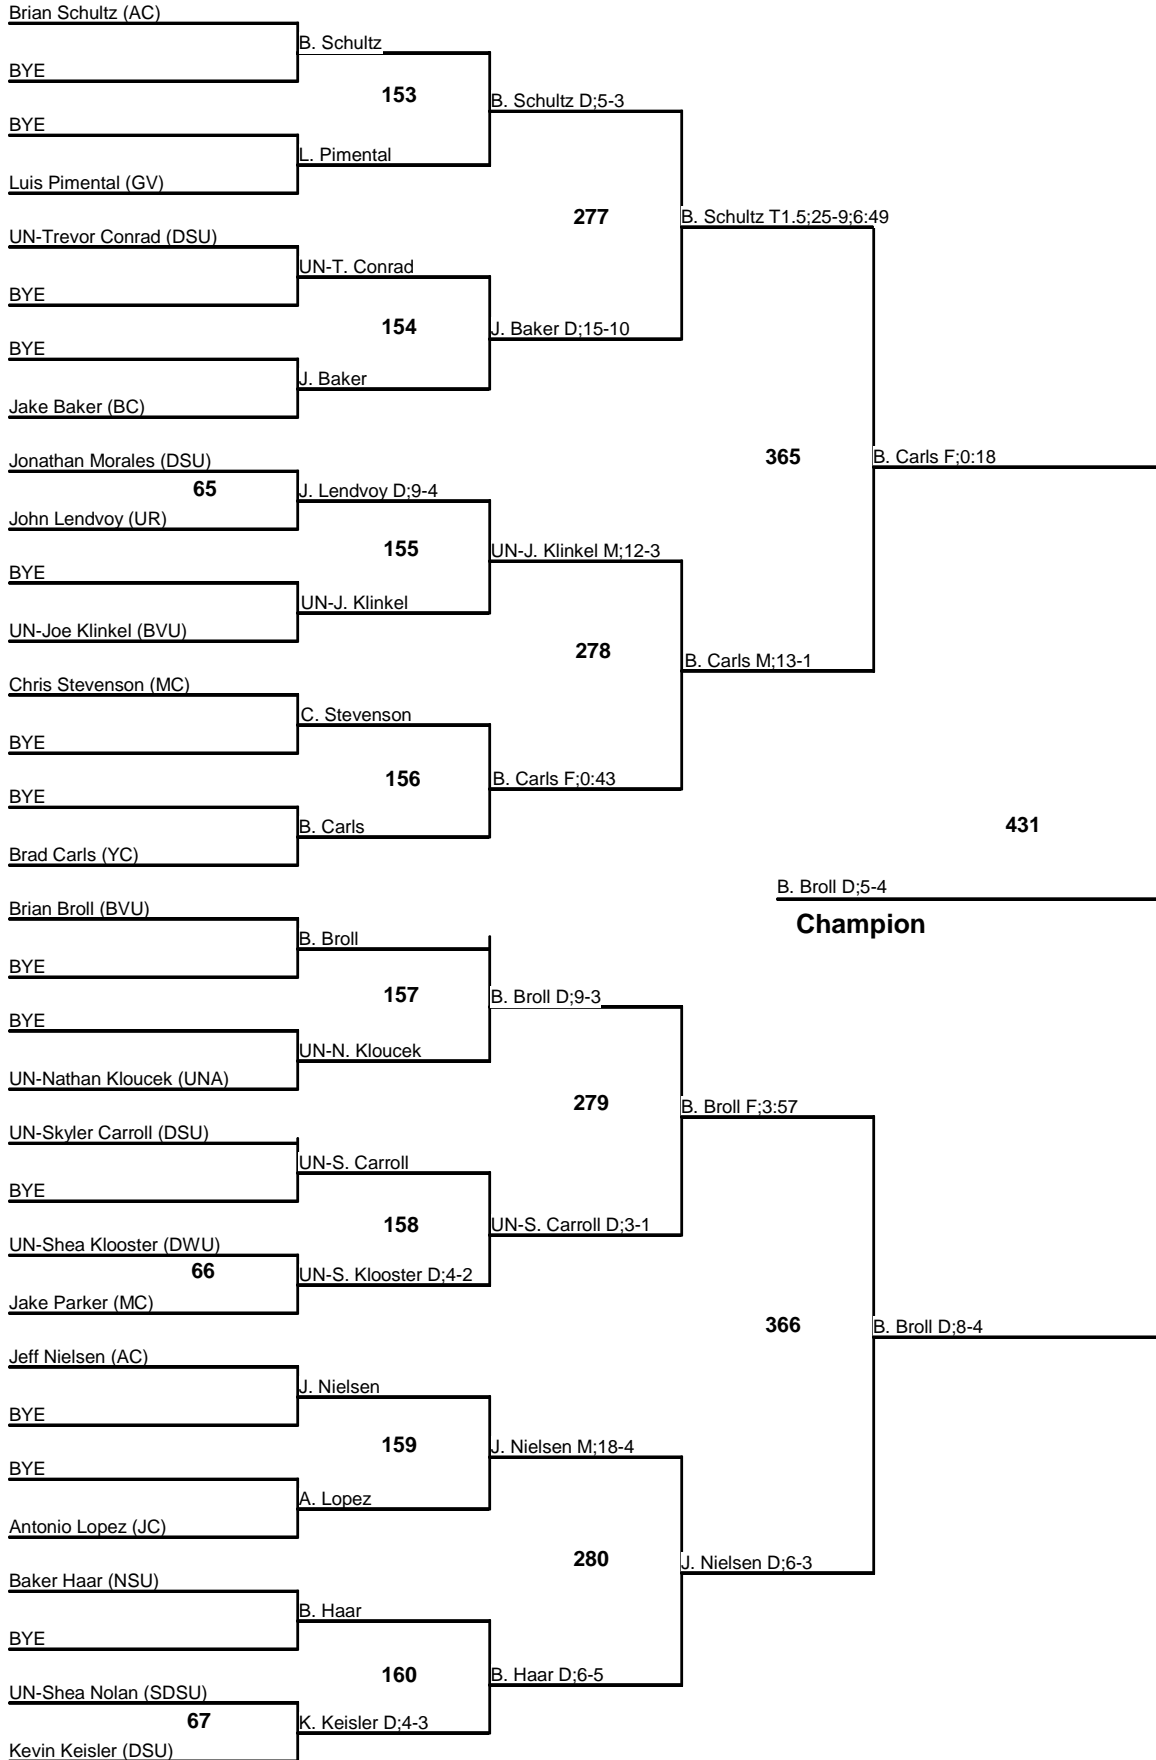 Brian Schultz (AC)
B. Schultz
BYE
153
B. Schultz D;5-3
BYE
L. Pimental
Luis Pimental (GV)
277
B. Schultz T1.5;25-9;6:49
UN-Trevor Conrad (DSU)
UN-T. Conrad
BYE
154
J. Baker D;15-10
BYE
J. Baker
Jake Baker (BC)
365
B. Carls F;0:18
Jonathan Morales (DSU)
65
J. Lendvoy D;9-4
John Lendvoy (UR)
155
UN-J. Klinkel M;12-3
BYE
UN-J. Klinkel
UN-Joe Klinkel (BVU)
278
B. Carls M;13-1
Chris Stevenson (MC)
C. Stevenson
BYE
156
B. Carls F;0:43
BYE
B. Carls
431
Brad Carls (YC)
B. Broll D;5-4
Champion
Brian Broll (BVU)
B. Broll
BYE
157
B. Broll D;9-3
BYE
UN-N. Kloucek
UN-Nathan Kloucek (UNA)
279
B. Broll F;3:57
UN-Skyler Carroll (DSU)
UN-S. Carroll
BYE
158
UN-S. Carroll D;3-1
UN-Shea Klooster (DWU)
66
UN-S. Klooster D;4-2
Jake Parker (MC)
366
B. Broll D;8-4
Jeff Nielsen (AC)
J. Nielsen
BYE
159
J. Nielsen M;18-4
BYE
A. Lopez
Antonio Lopez (JC)
280
J. Nielsen D;6-3
Baker Haar (NSU)
B. Haar
BYE
160
B. Haar D;6-5
UN-Shea Nolan (SDSU)
67
K. Keisler D;4-3
Kevin Keisler (DSU)